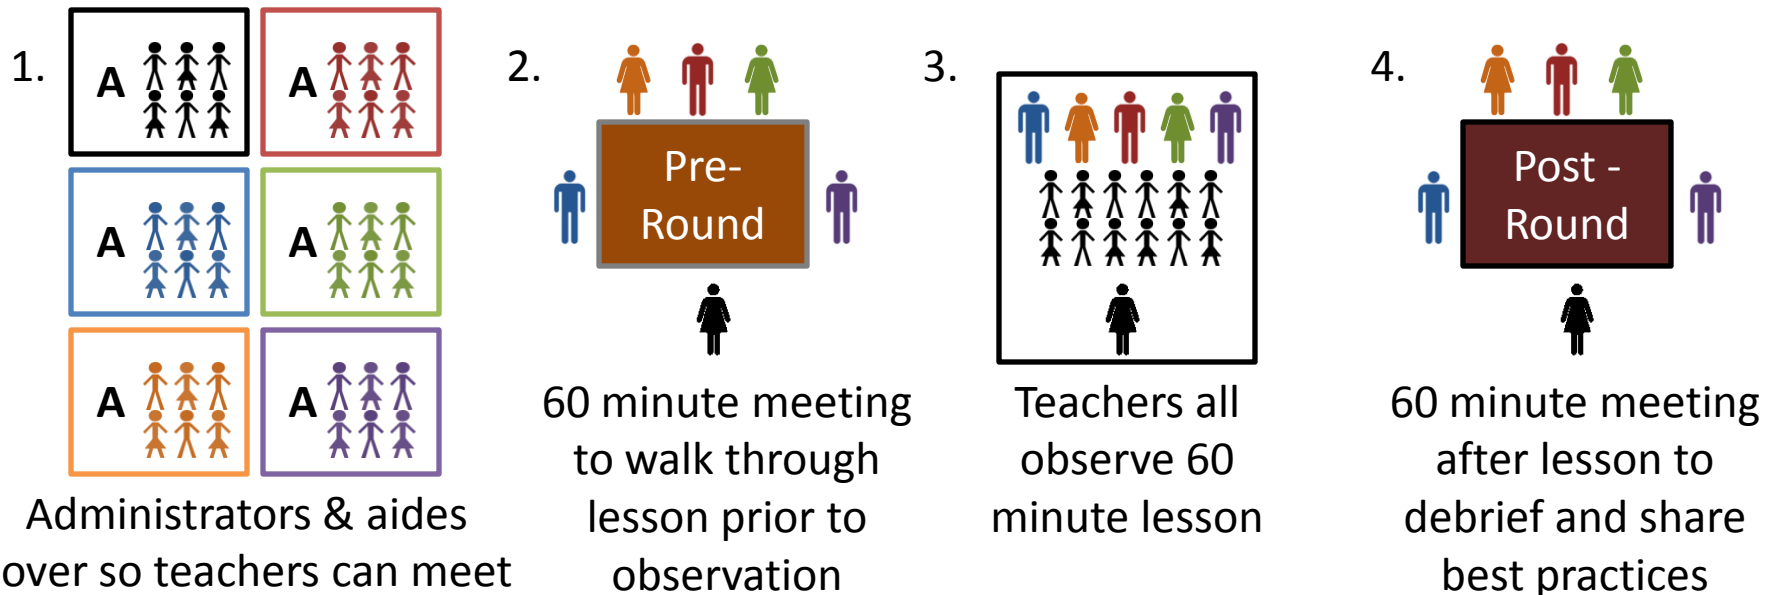 1.
A
A
A
A
A
A
Administrators & aides
over so teachers can meet
2.
Pre-
Round
60 minute meeting
to walk through
lesson prior to
observation
3.
Teachers all
observe 60
minute lesson
4.
Post -
Round
60 minute meeting
after lesson to
debrief and share
best practices